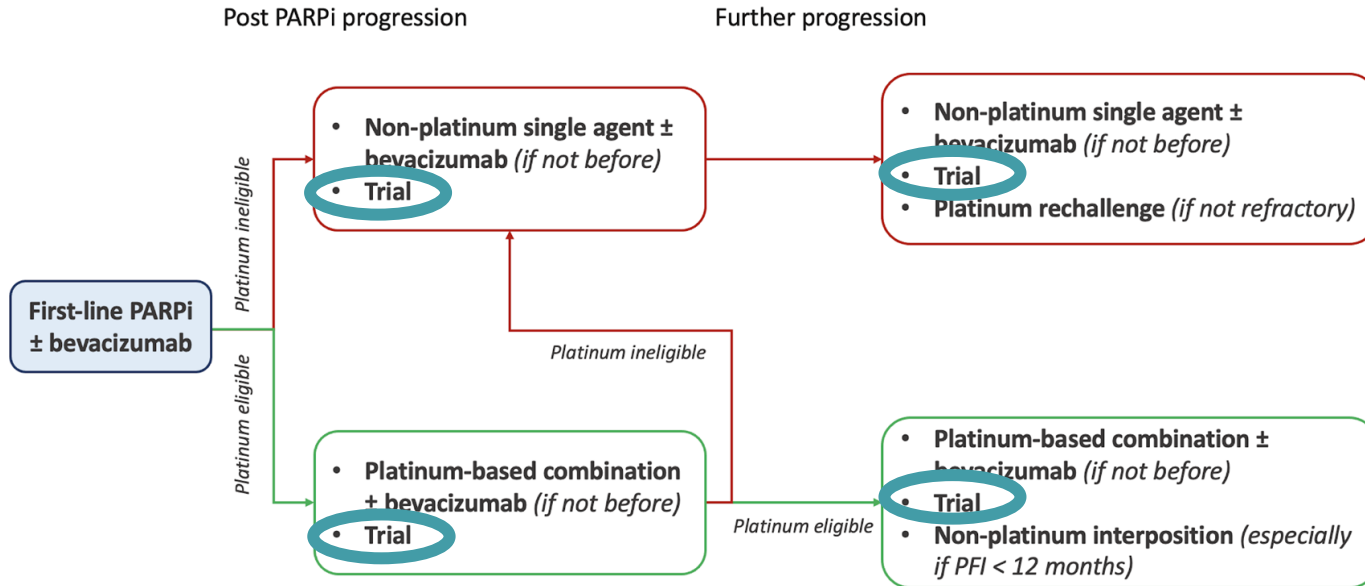 Post PARPi progression
Further progression
• Non-platinum single agent ±
bevacizumab (if not before)
• Trial
• Non-platinum single agent ±
bevacizumab (if not before)
• Trial
• Platinum rechallenge (if not refractory)
Platinum ineligible
First-line PARPi
± bevacizumab
Platinum ineligible
Platinum eligible
• Platinum-based combination
± bevacizumab (if not before)
• Trial
Platinum eligible
• Platinum-based combination ±
bevacizumab (if not before)
• Trial
• Non-platinum interposition (especially
if PFI < 12 months)